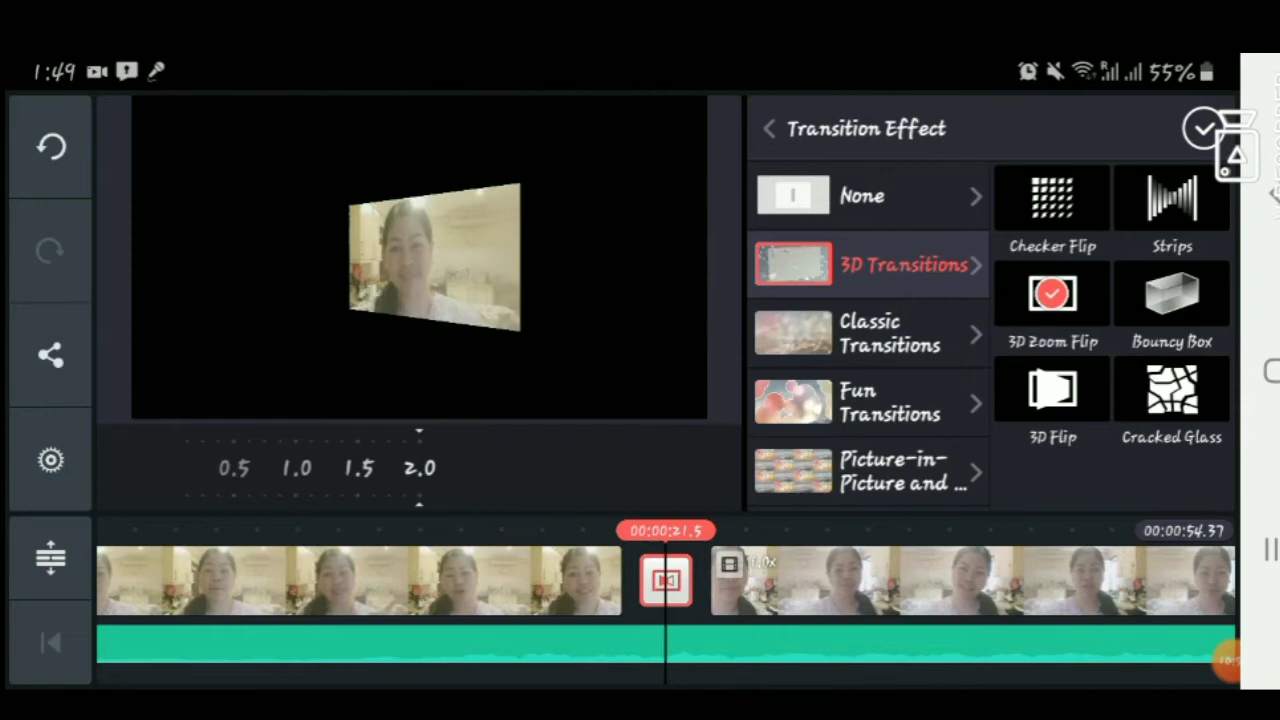 1:49
55%
Transition Effect
None
3D Transitions
Classic
Transitions
Fun
Transitions
Picture-in-
Picture and ...
Checker Flip
Strips
3D Zoom Flip
Bouncy Box
3D Flip
Cracked Glass
0.5 1.0 1.5 2.0
00:00:21.5
00:00:54.37